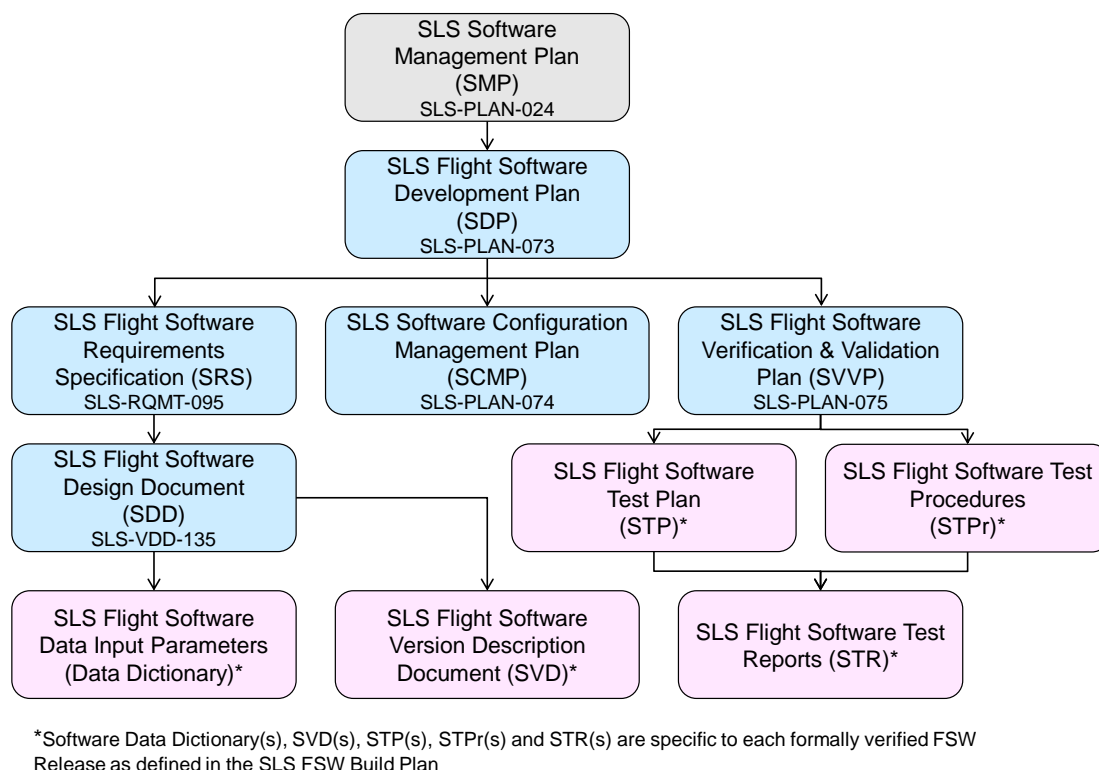 SLS Software
Management Plan
(SMP)
SLS-PLAN-024
SLS Flight Software
Development Plan
(SDP)
SLS-PLAN-073
SLS Flight Software
Requirements
Specification (SRS)
SLS-RQMT-095
SLS Software Configuration
Management Plan
(SCMP)
SLS-PLAN-074
SLS Flight Software
Verification & Validation
Plan (SVVP)
SLS-PLAN-075
SLS Flight Software
Design Document
(SDD)
SLS-VDD-135
SLS Flight Software
Test Plan
(STP)*
SLS Flight Software Test
Procedures
(STPr)*
SLS Flight Software
Data Input Parameters
(Data Dictionary)*
SLS Flight Software
Version Description
Document (SVD)*
SLS Flight Software Test
Reports (STR)*
*Software Data Dictionary(s), SVD(s), STP(s), STPr(s) and STR(s) are specific to each formally verified FSW
Release as defined in the SLS FSW Build Plan